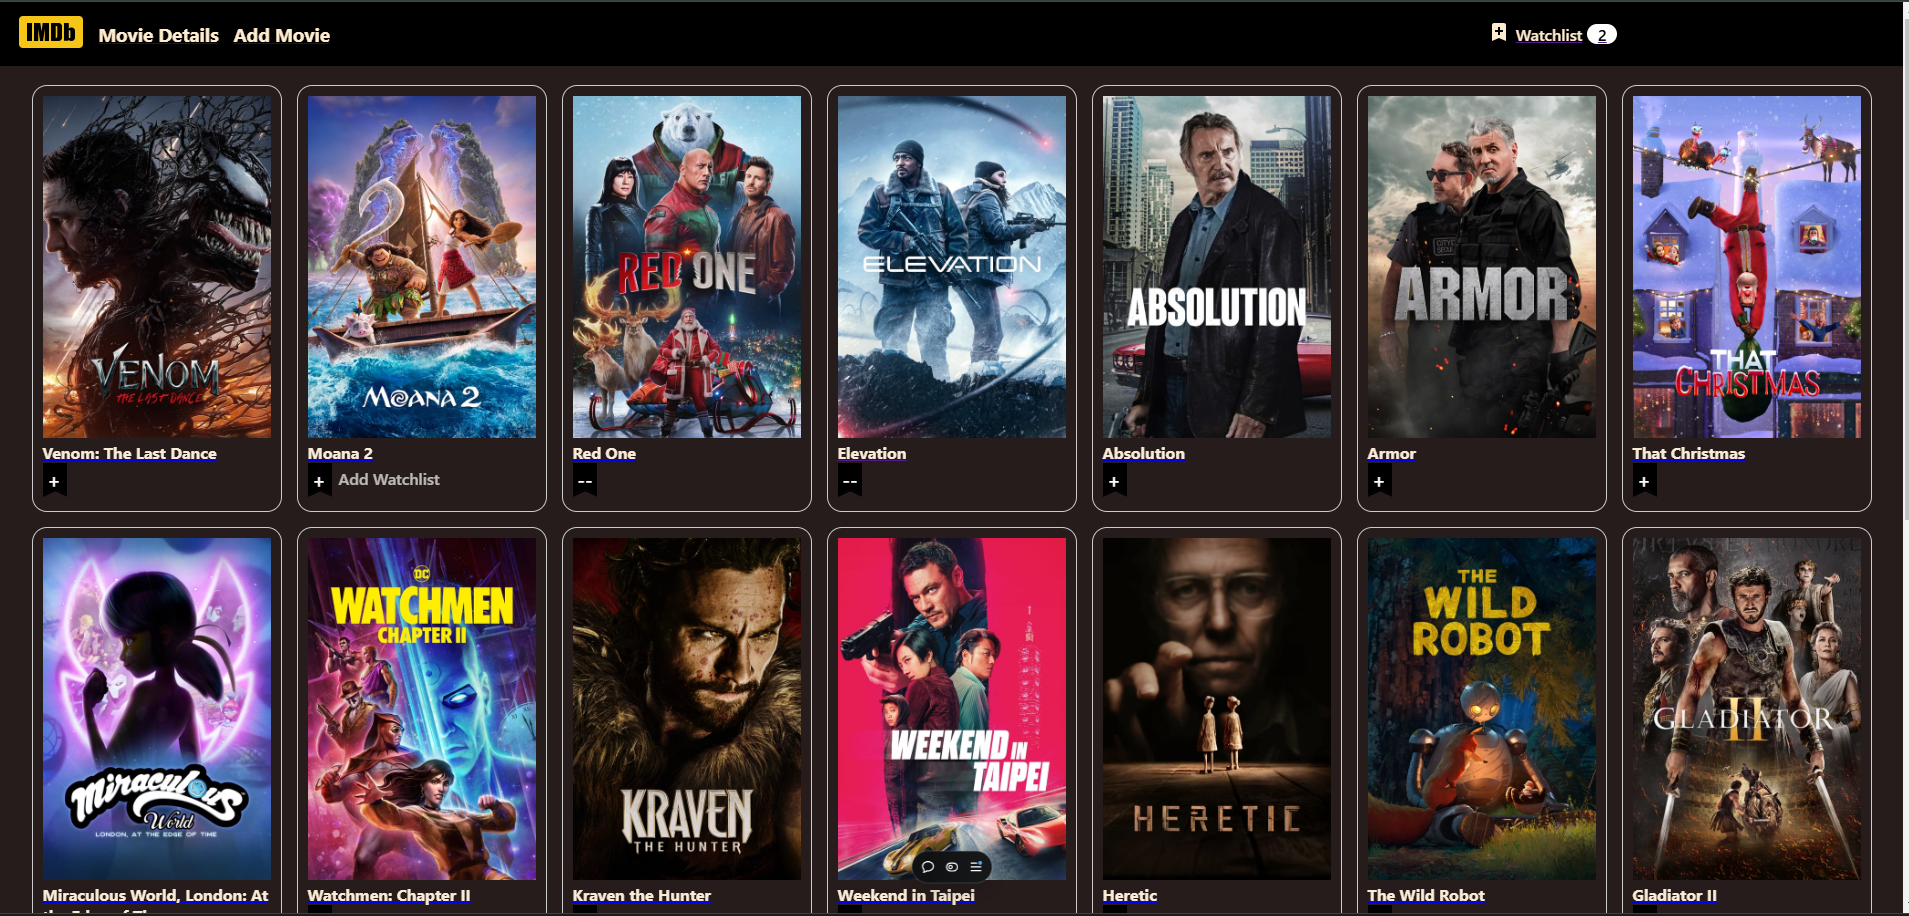 IMDb Movie Details Add Movie Watchlist 2
VENOM
THE LAST DANCE
MOANA 2
RED ONE
ELEVATION
ABSOLUTION
CITY
ARMOR
THAT
CHRISTMAS
Venom: The Last Dance
+
Moana 2
+ Add Watchlist
Red One
--
Elevation
--
Absolution
+
Armor
+
That Christmas
+
Miraculous
World
LONDON, AT THE EDGE OF TIME
DC
WATCHMEN
CHAPTER II
KRAVEN
THE HUNTER
WEEKEND IN
TAIPEI
HERETIC
THE
WILD
ROBOT
GLADIATOR II
Miraculous World, London: At
Watchmen: Chapter II
Kraven the Hunter
Weekend in Taipei
Heretic
The Wild Robot
Gladiator II